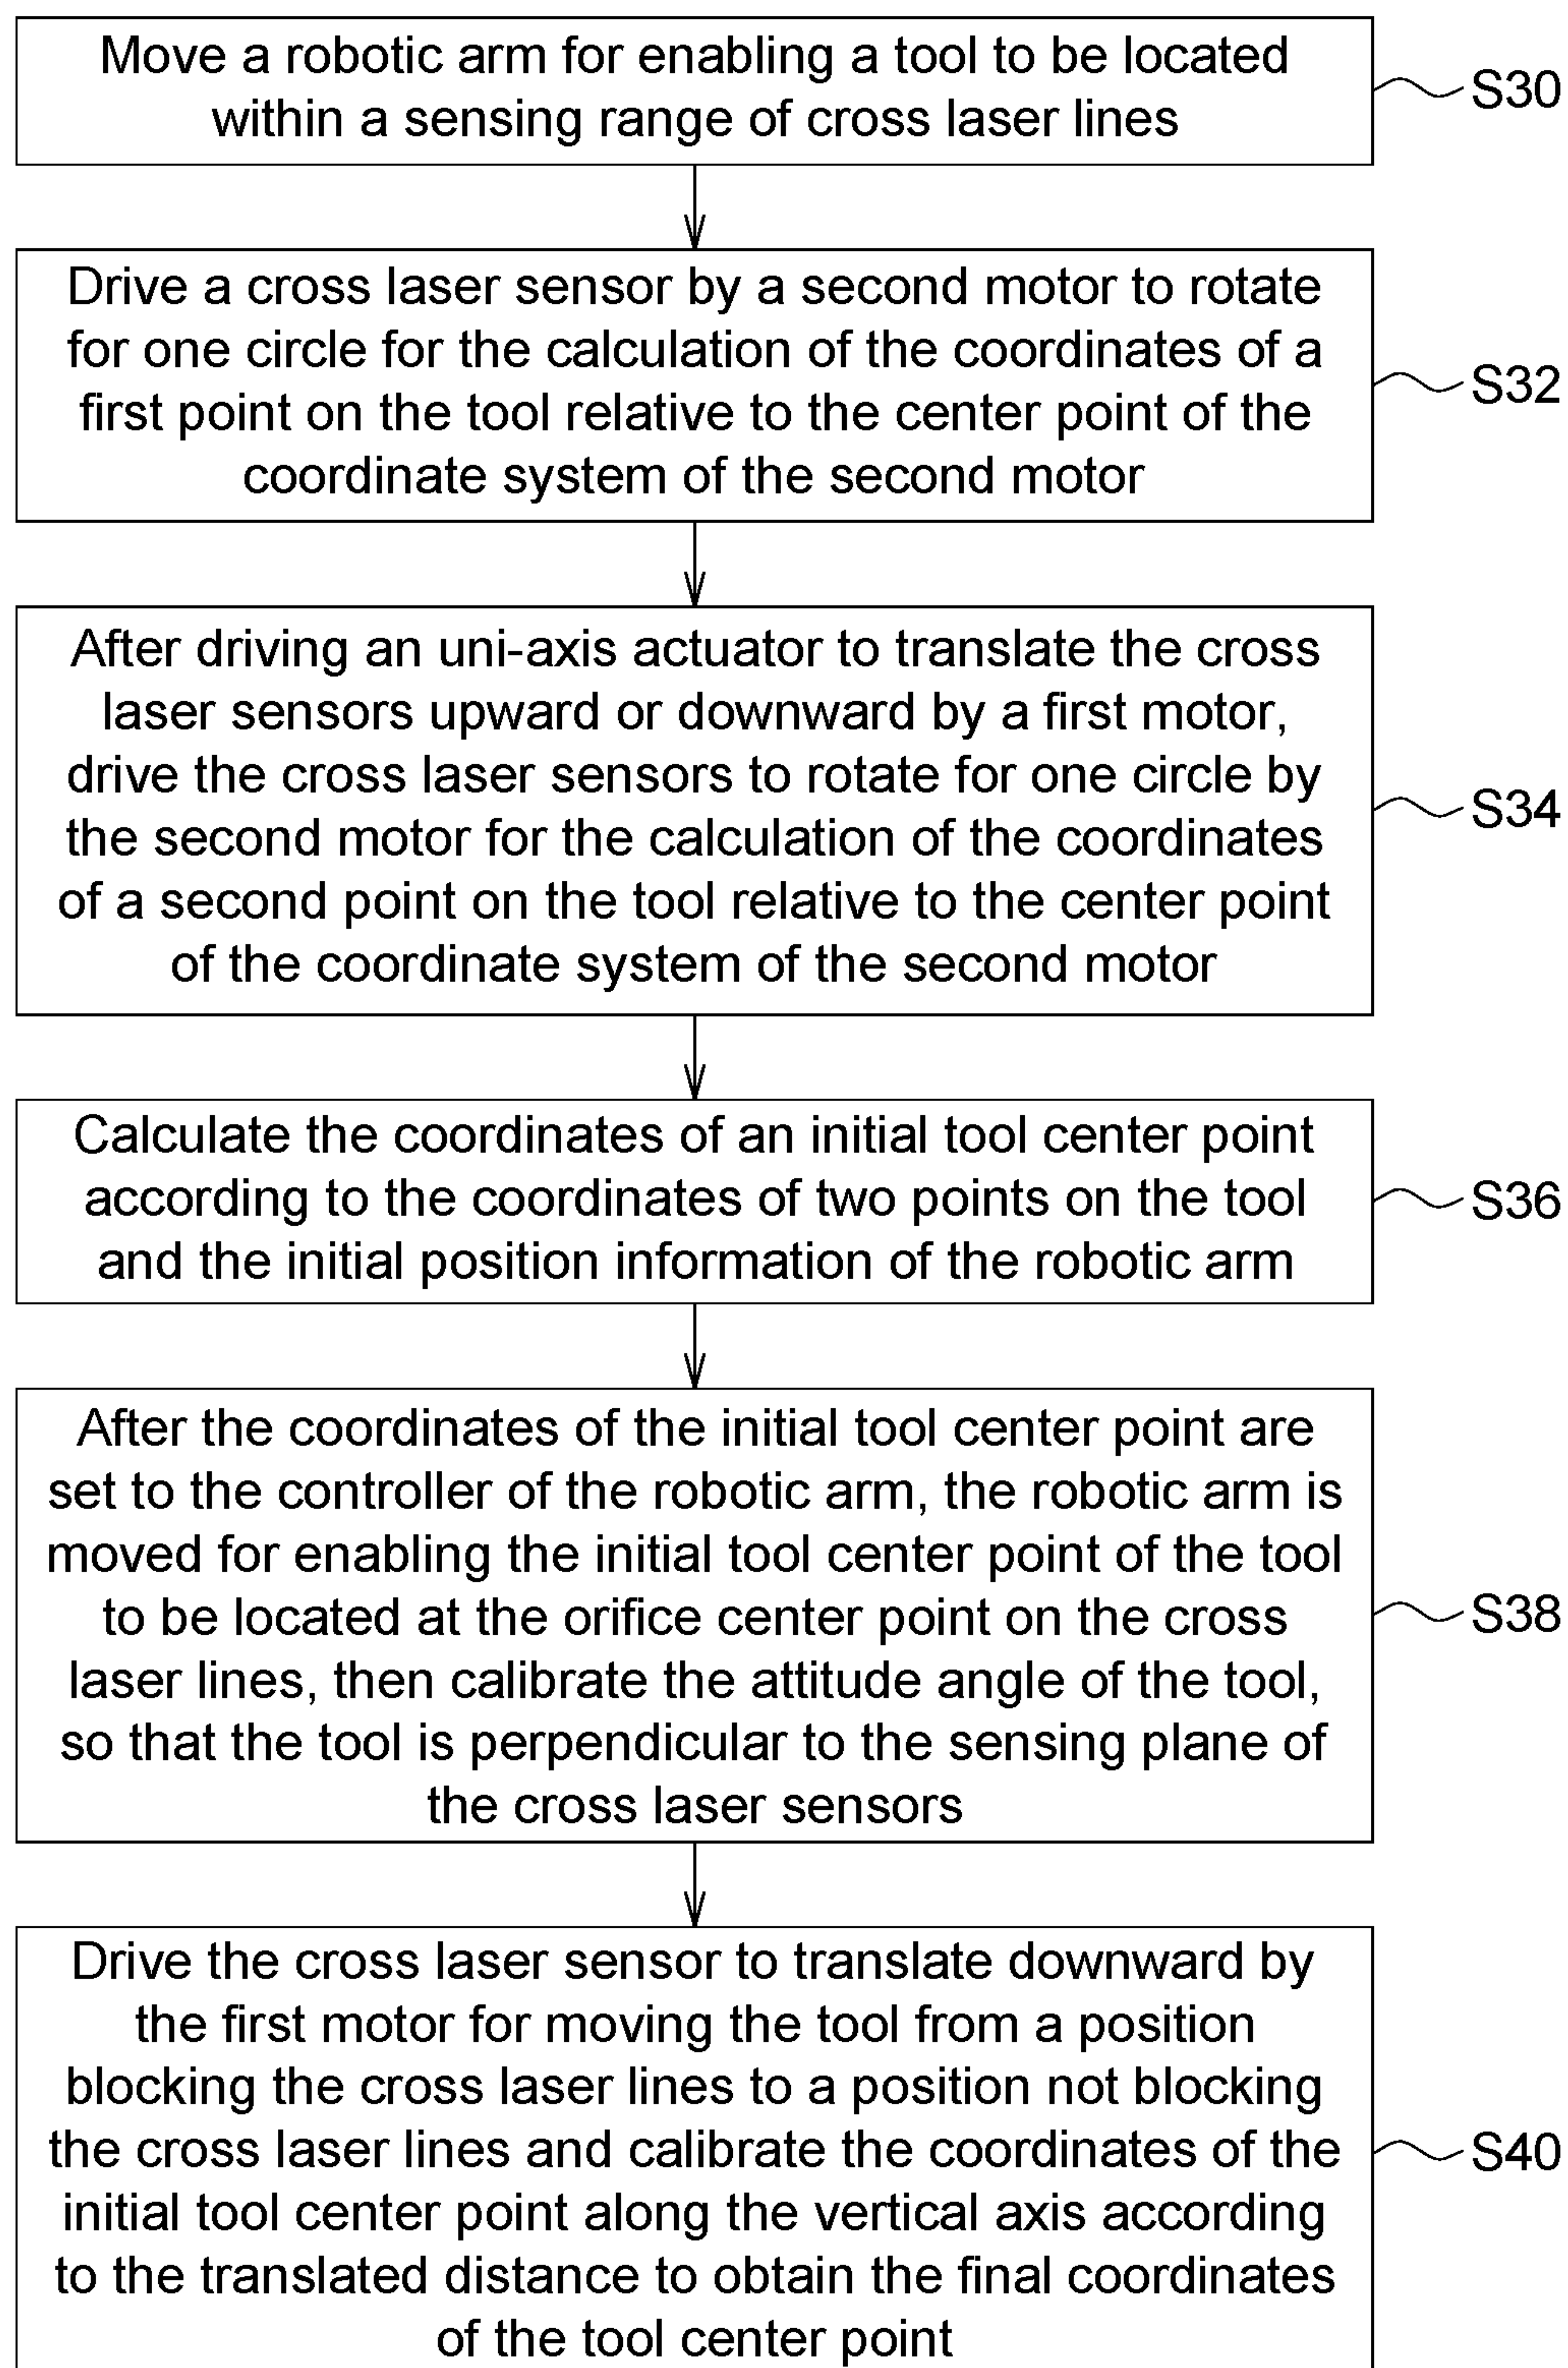 Move a robotic arm for enabling a tool to be located
within a sensing range of cross laser lines
S30
Drive a cross laser sensor by a second motor to rotate
for one circle for the calculation of the coordinates of a
first point on the tool relative to the center point of the
coordinate system of the second motor
S32
After driving an uni-axis actuator to translate the cross
laser sensors upward or downward by a first motor,
drive the cross laser sensors to rotate for one circle by
the second motor for the calculation of the coordinates
of a second point on the tool relative to the center point
of the coordinate system of the second motor
S34
Calculate the coordinates of an initial tool center point
according to the coordinates of two points on the tool
and the initial position information of the robotic arm
S36
After the coordinates of the initial tool center point are
set to the controller of the robotic arm, the robotic arm is
moved for enabling the initial tool center point of the tool
to be located at the orifice center point on the cross
laser lines, then calibrate the attitude angle of the tool,
so that the tool is perpendicular to the sensing plane of
the cross laser sensors
S38
Drive the cross laser sensor to translate downward by
the first motor for moving the tool from a position
blocking the cross laser lines to a position not blocking
the cross laser lines and calibrate the coordinates of the
initial tool center point along the vertical axis according
to the translated distance to obtain the final coordinates
of the tool center point
S40